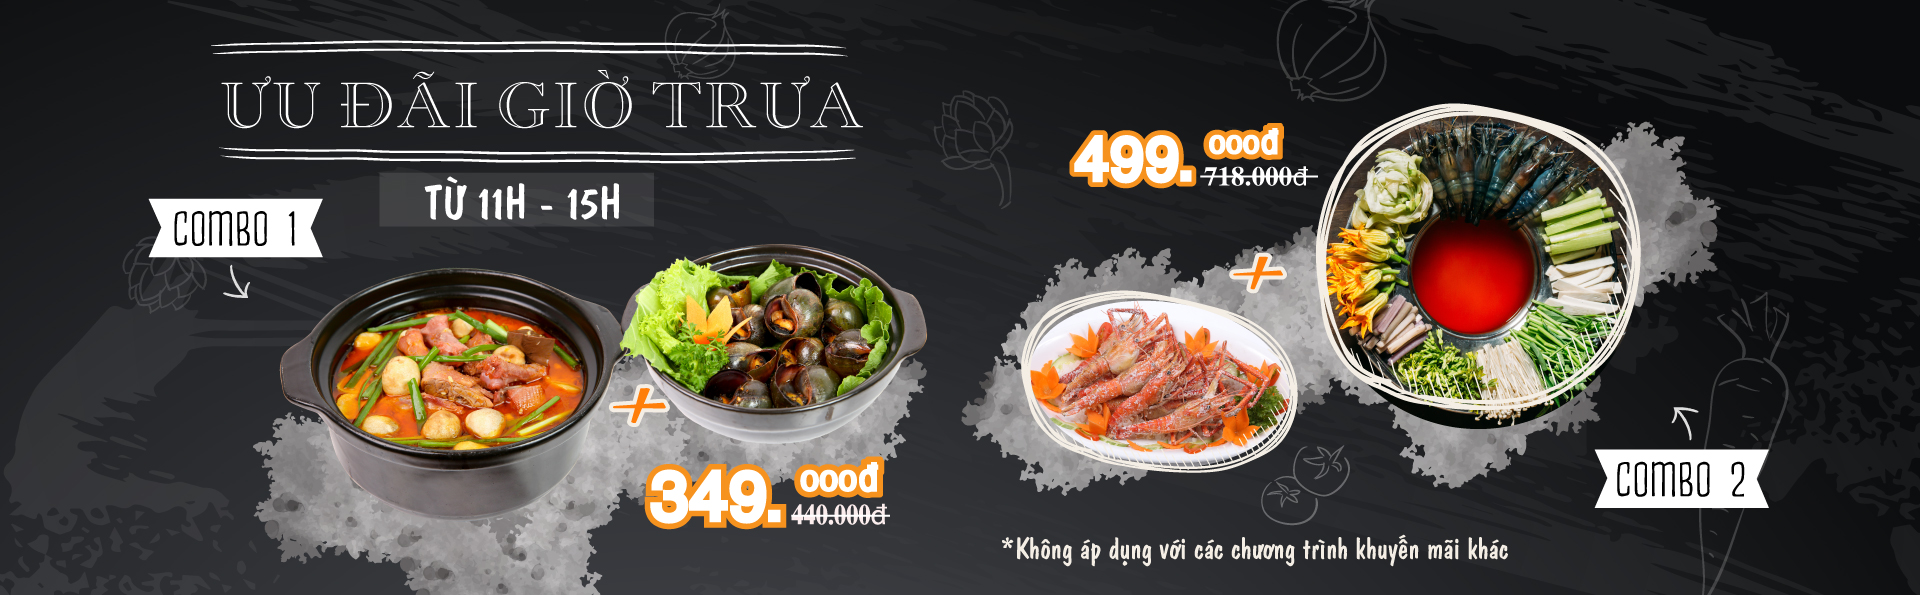 ƯU ĐÃI GIỜ TRƯA
TỪ 11H - 15H
COMBO 1
349.000đ
440.000đ
499.000đ
718.000đ
COMBO 2
*Không áp dụng với các chương trình khuyến mãi khác